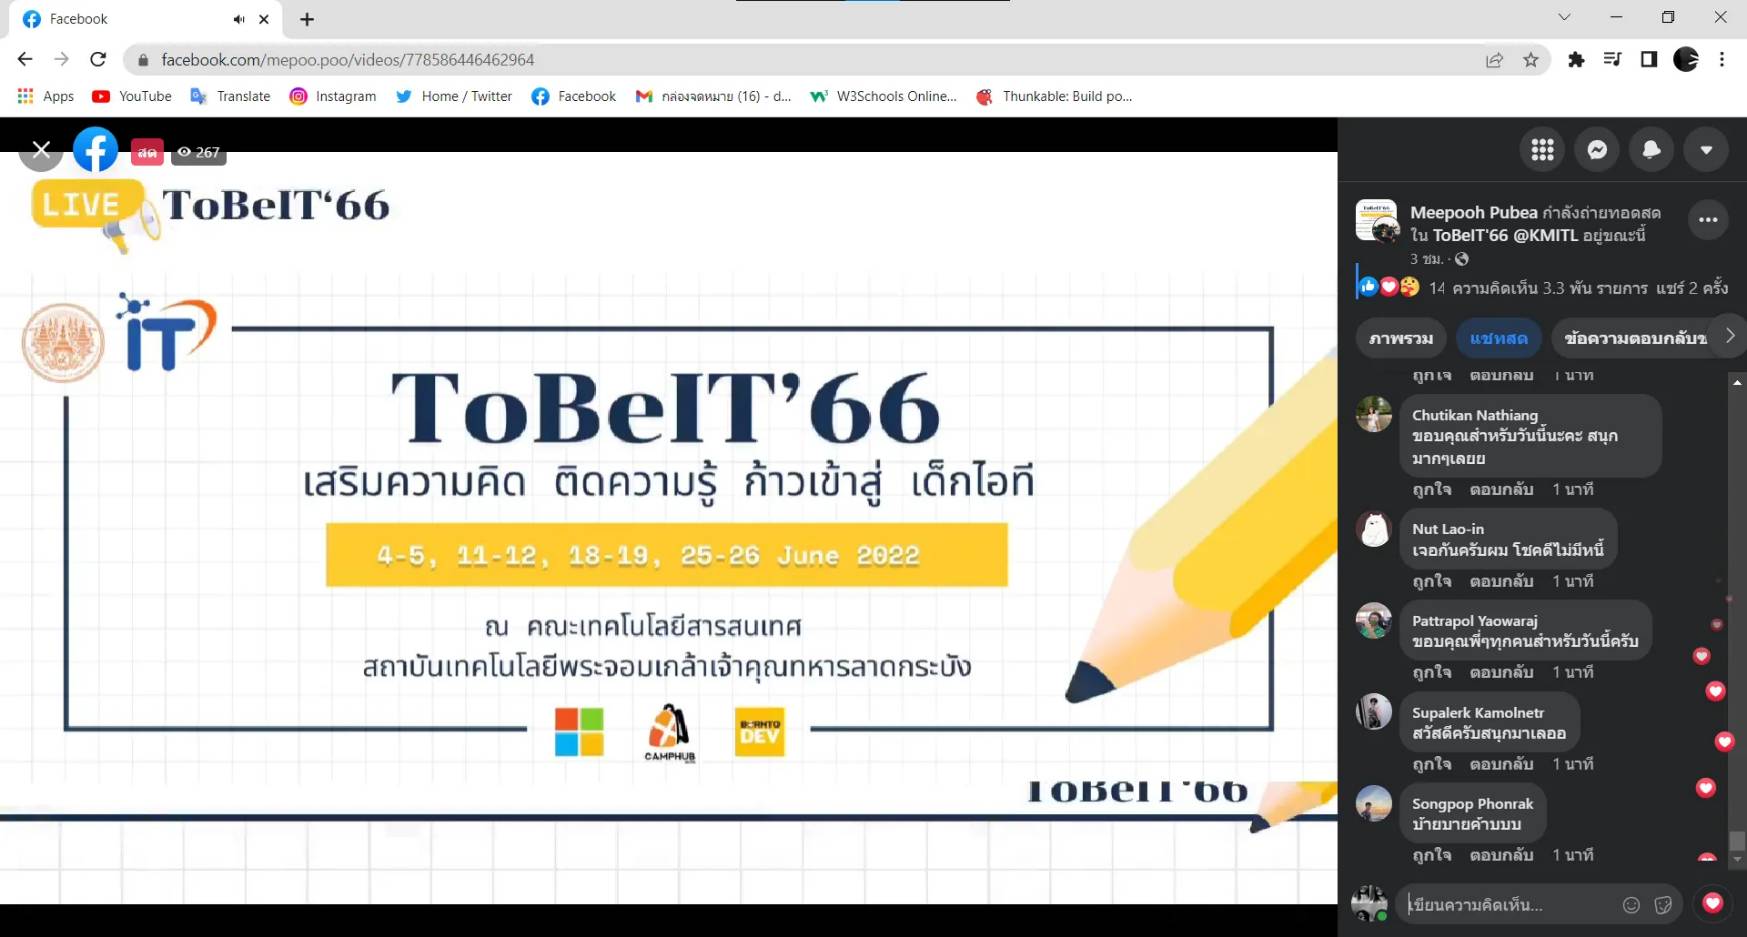 Facebook
facebook.com/mepoo.poo/videos/778586446462964
Apps
YouTube
Translate
Instagram
Home / Twitter
Facebook
กล่องจดหมาย (16) - d...
W3Schools Online...
Thunkable: Build po...
สด
267
LIVE
ToBeIT‘66
iT
ToBeIT’66
เสริมความคิด ติดความรู้ ก้าวเข้าสู่ เด็กไอที
4-5, 11-12, 18-19, 25-26 June 2022
ณ คณะเทคโนโลยีสารสนเทศ
สถาบันเทคโนโลยีพระจอมเกล้าเจ้าคุณทหารลาดกระบัง
CAMPHUB
BORNTO
DEV
ToBeIT'66
Meepooh Pubea กำลังถ่ายทอดสด
ใน ToBeIT'66 @KMITL อยู่ขณะนี้
3 ชม. ·
14 ความคิดเห็น 3.3 พัน รายการ แชร์ 2 ครั้ง
ภาพรวม
แชทสด
ข้อความตอบกลับข
ถูกใจ ตอบกลับ 1 นาที
Chutikan Nathiang
ขอบคุณสำหรับวันนี้นะคะ สนุก
มากๆเลยย
ถูกใจ ตอบกลับ 1 นาที
Nut Lao-in
เจอกันครับผม โชคดีไม่มีหนี้
ถูกใจ ตอบกลับ 1 นาที
Pattrapol Yaowaraj
ขอบคุณพี่ๆทุกคนสำหรับวันนี้ครับ
ถูกใจ ตอบกลับ 1 นาที
Supalerk Kamolnetr
สวัสดีครับสนุกมาเลออ
ถูกใจ ตอบกลับ 1 นาที
Songpop Phonrak
บ้ายบายค้าบบบ
ถูกใจ ตอบกลับ 1 นาที
เขียนความคิดเห็น...